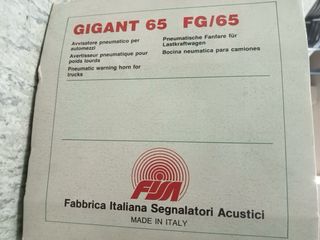 GIGANT 65 FG/65
Avvisatore pneumatico per
automezzi
Avertisseur pneumatique pour
poids lourds
Pneumatic warning horn for
trucks
Pneumatische Fanfare für
Lastkraftwagen
Bocina neumatica para camiones
FISA
Fabbrica Italiana Segnalatori Acustici
MADE IN ITALY